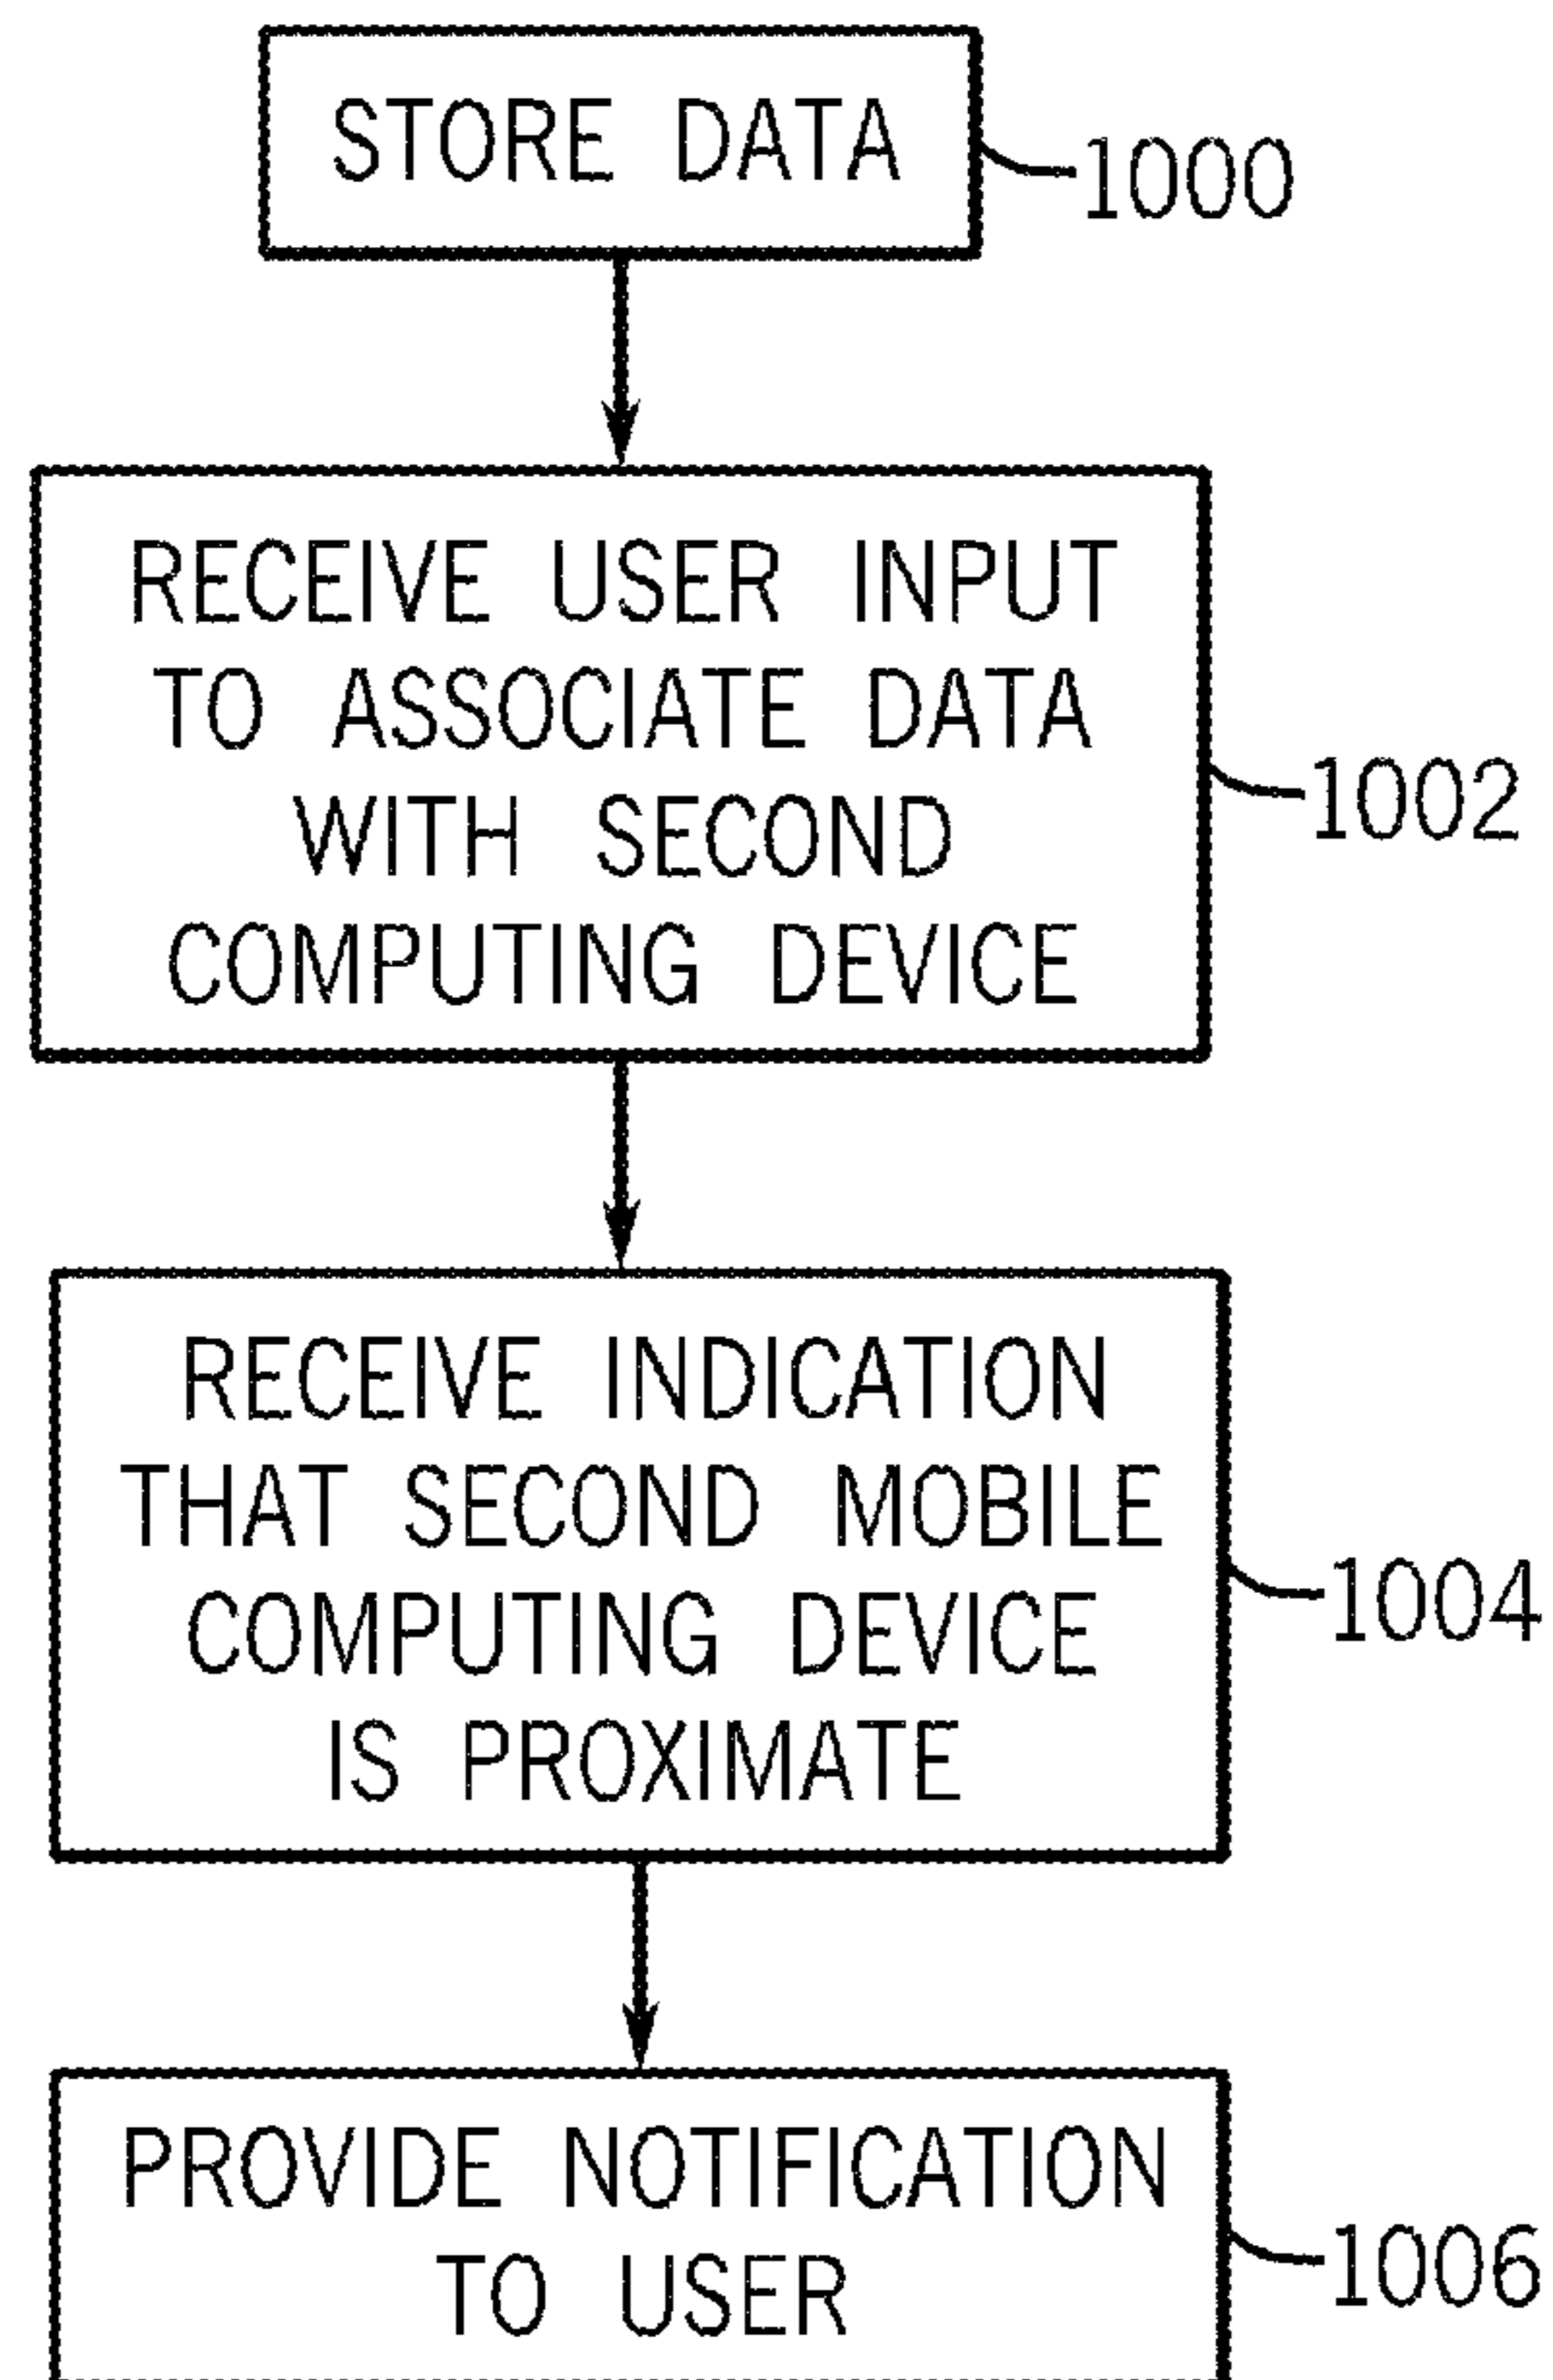 STORE DATA
1000
RECEIVE USER INPUT
TO ASSOCIATE DATA
WITH SECOND
COMPUTING DEVICE
1002
RECEIVE INDICATION
THAT SECOND MOBILE
COMPUTING DEVICE
IS PROXIMATE
1004
PROVIDE NOTIFICATION
TO USER
1006